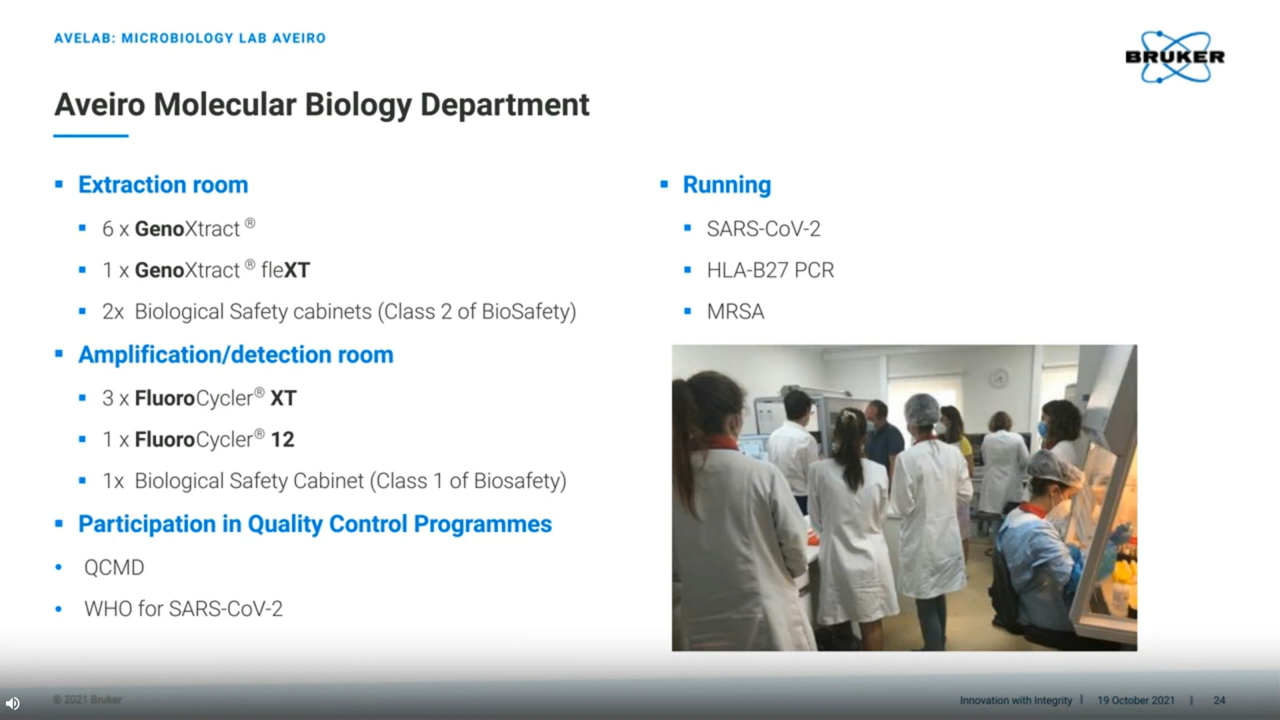 AVELAB: MICROBIOLOGY LAB AVEIRO
BRUKER
Aveiro Molecular Biology Department
Extraction room
6 x GenoXtract ®
1 x GenoXtract ® fleXT
2x Biological Safety cabinets (Class 2 of BioSafety)
Amplification/detection room
3 x FluoroCycler® XT
1 x FluoroCycler® 12
1x Biological Safety Cabinet (Class 1 of Biosafety)
Participation in Quality Control Programmes
QCMD
WHO for SARS-CoV-2
Running
SARS-CoV-2
HLA-B27 PCR
MRSA
© 2021 Bruker
Innovation with Integrity | 19 October 2021 | 24